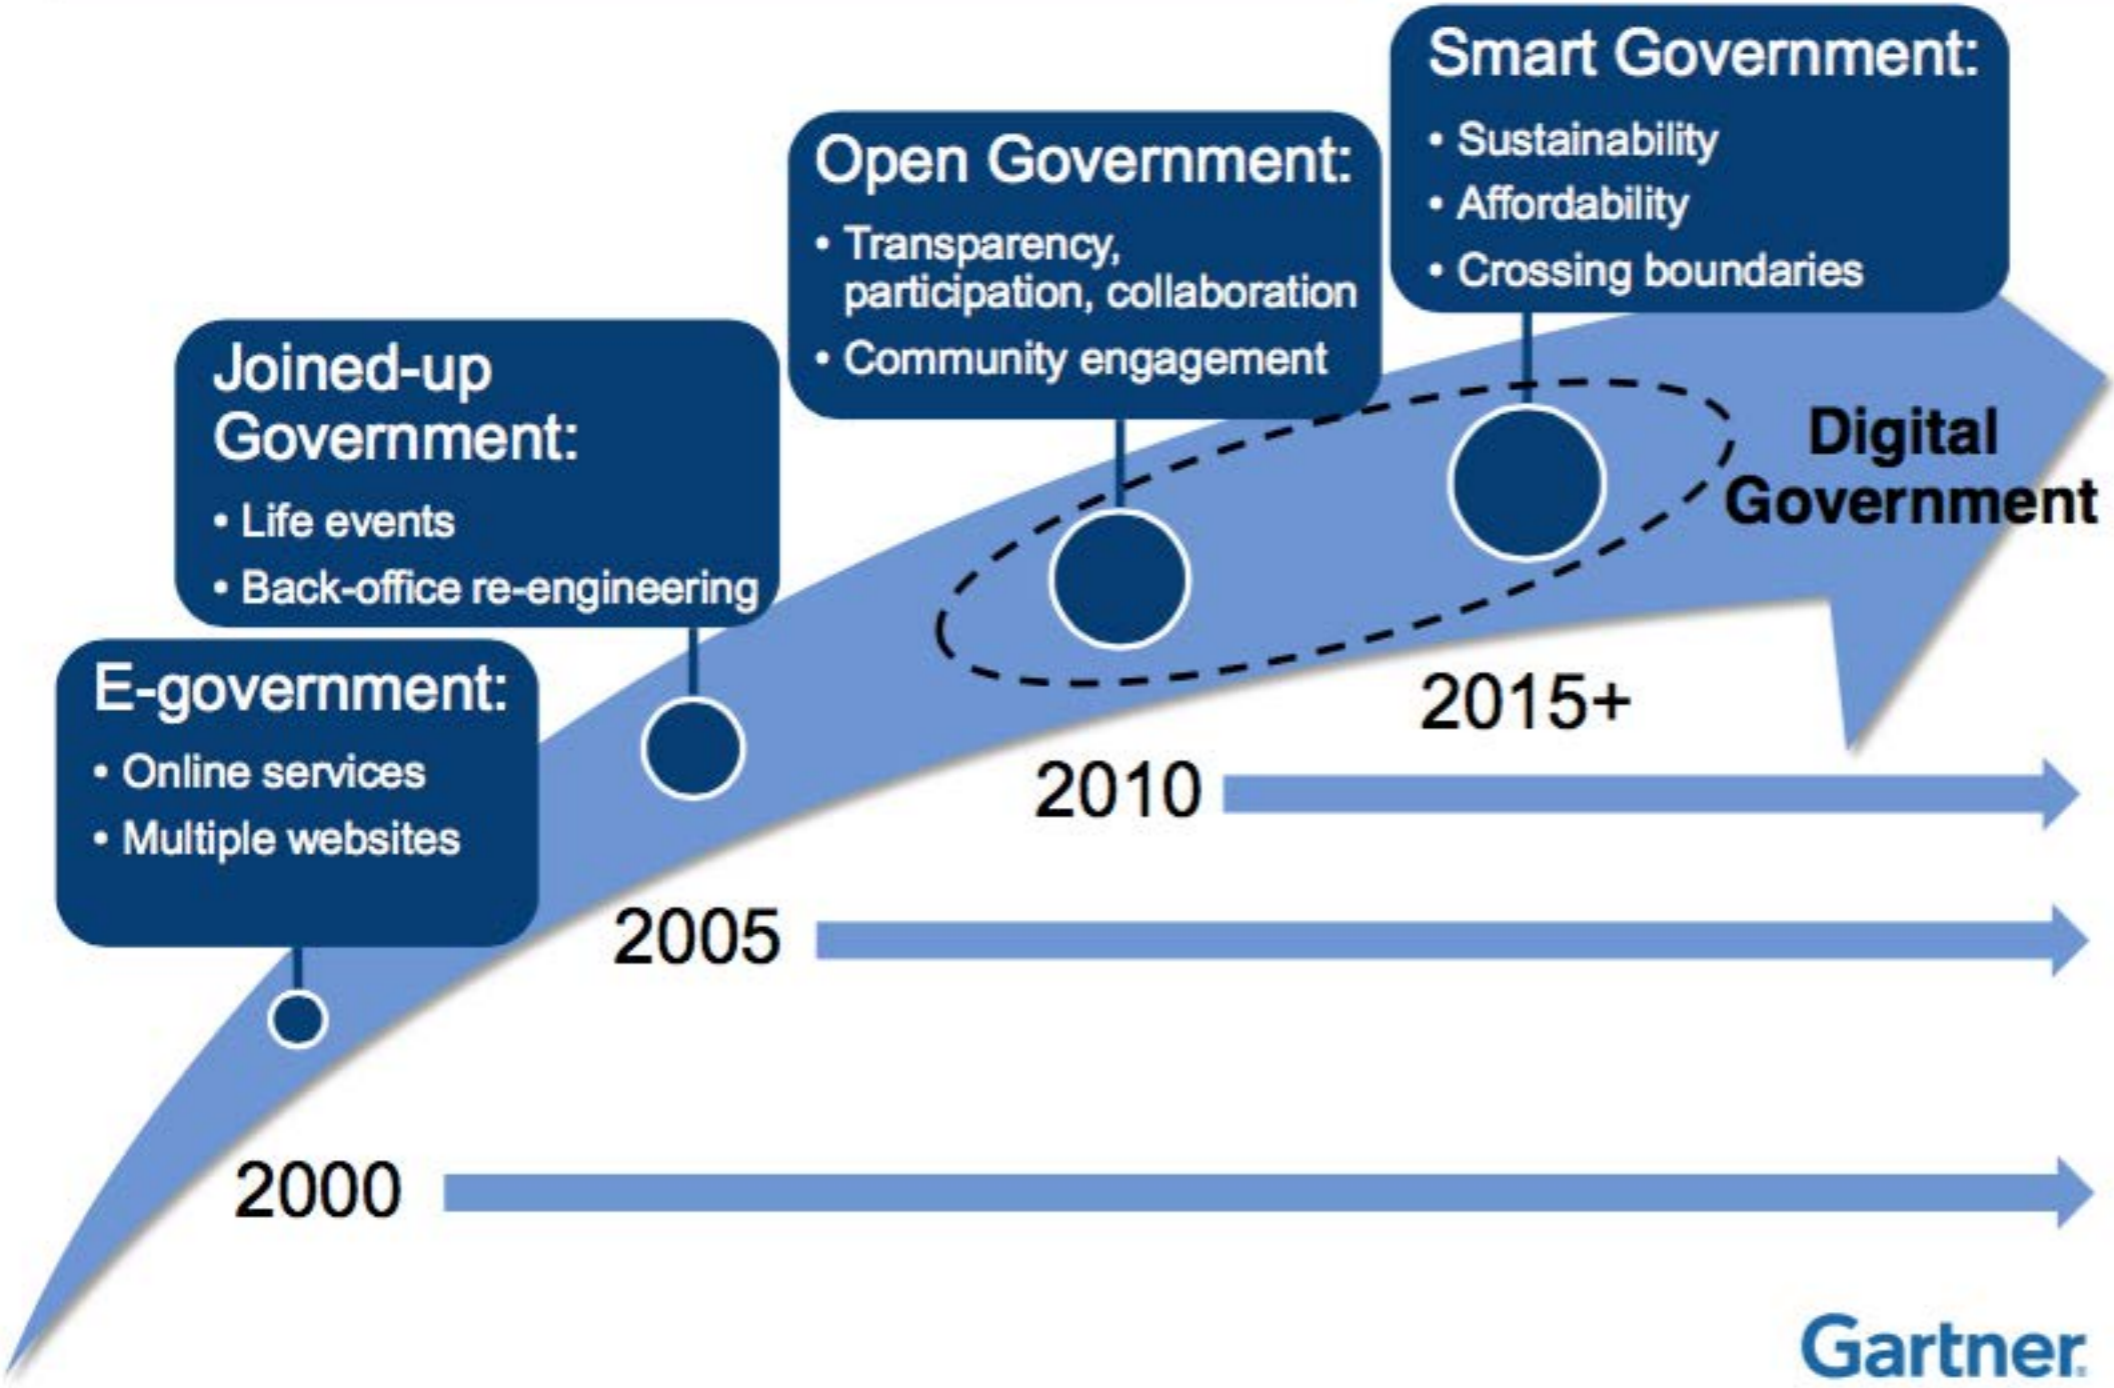 Smart Government:
• Sustainability
• Affordability
• Crossing boundaries
Open Government:
• Transparency,
participation, collaboration
• Community engagement
Joined-up
Government:
• Life events
• Back-office re-engineering
E-government:
• Online services
• Multiple websites
Digital
Government
2015+
2010
2005
2000
Gartner